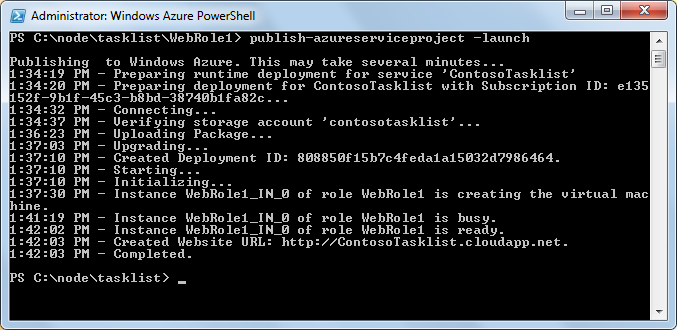 Administrator: Windows Azure PowerShell
PS C:\node\tasklist\WebRole1> publish-azureserviceproject -launch
Publishing  to Windows Azure. This may take several minutes...
1:34:19 PM - Preparing runtime deployment for service 'ContosoTasklist'
1:34:20 PM - Preparing deployment for ContosoTasklist with Subscription ID: e135
152f-9b1f-45c3-b8bd-38740b1fa82c...
1:34:32 PM - Connecting...
1:34:37 PM - Verifying storage account 'contosotasklist'...
1:36:23 PM - Uploading Package...
1:37:03 PM - Upgrading...
1:37:10 PM - Created Deployment ID: 808850f15b7c4feda1a15032d7986464.
1:37:10 PM - Starting...
1:37:10 PM - Initializing...
1:37:30 PM - Instance WebRole1_IN_0 of role WebRole1 is creating the virtual mac
hine.
1:41:19 PM - Instance WebRole1_IN_0 of role WebRole1 is busy.
1:42:02 PM - Instance WebRole1_IN_0 of role WebRole1 is ready.
1:42:03 PM - Created Website URL: http://ContosoTasklist.cloudapp.net.
1:42:03 PM - Completed.
PS C:\node\tasklist> _